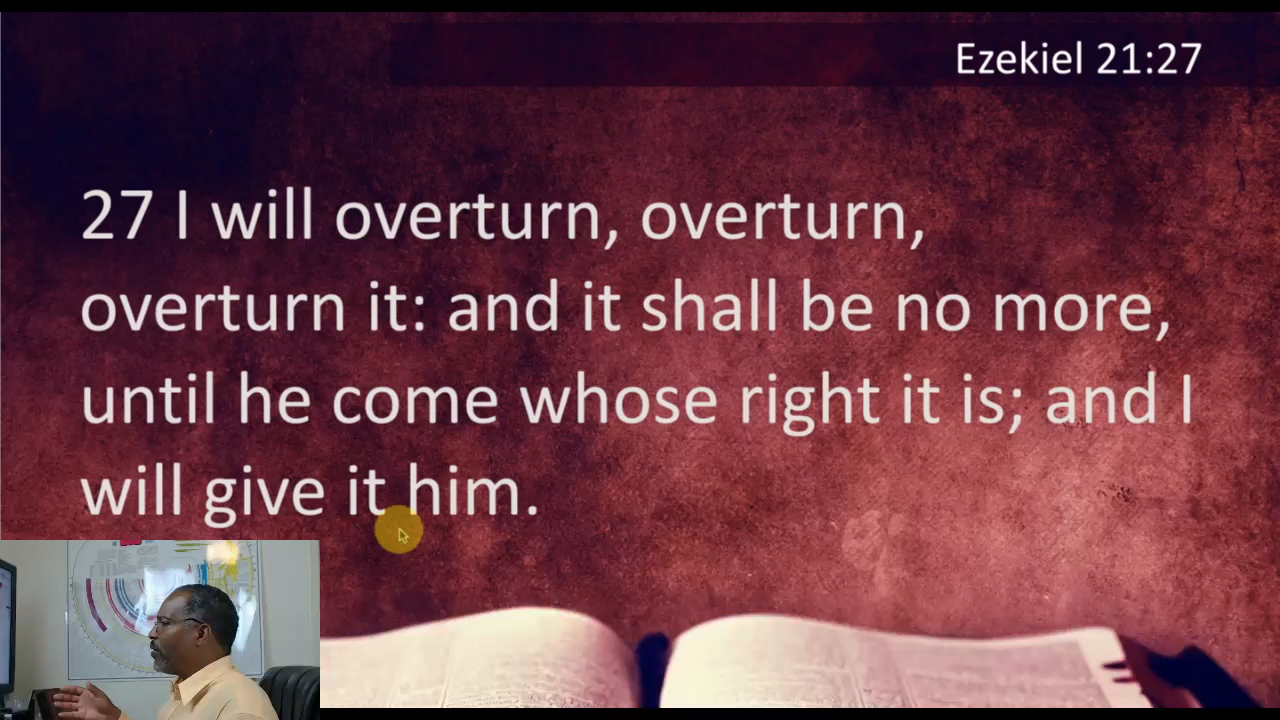 Ezekiel 21:27
27 I will overturn, overturn,
overturn it: and it shall be no more,
until he come whose right it is; and I
will give it him.